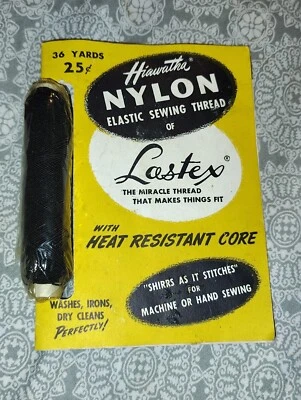 36 YARDS
25¢
Hiawatha
NYLON
ELASTIC SEWING THREAD
OF
Lastex®
THE MIRACLE THREAD
THAT MAKES THINGS FIT
WITH
HEAT RESISTANT CORE
"SHIRRS AS IT STITCHES"
FOR
MACHINE OR HAND SEWING
WASHES, IRONS,
DRY CLEANS
PERFECTLY!